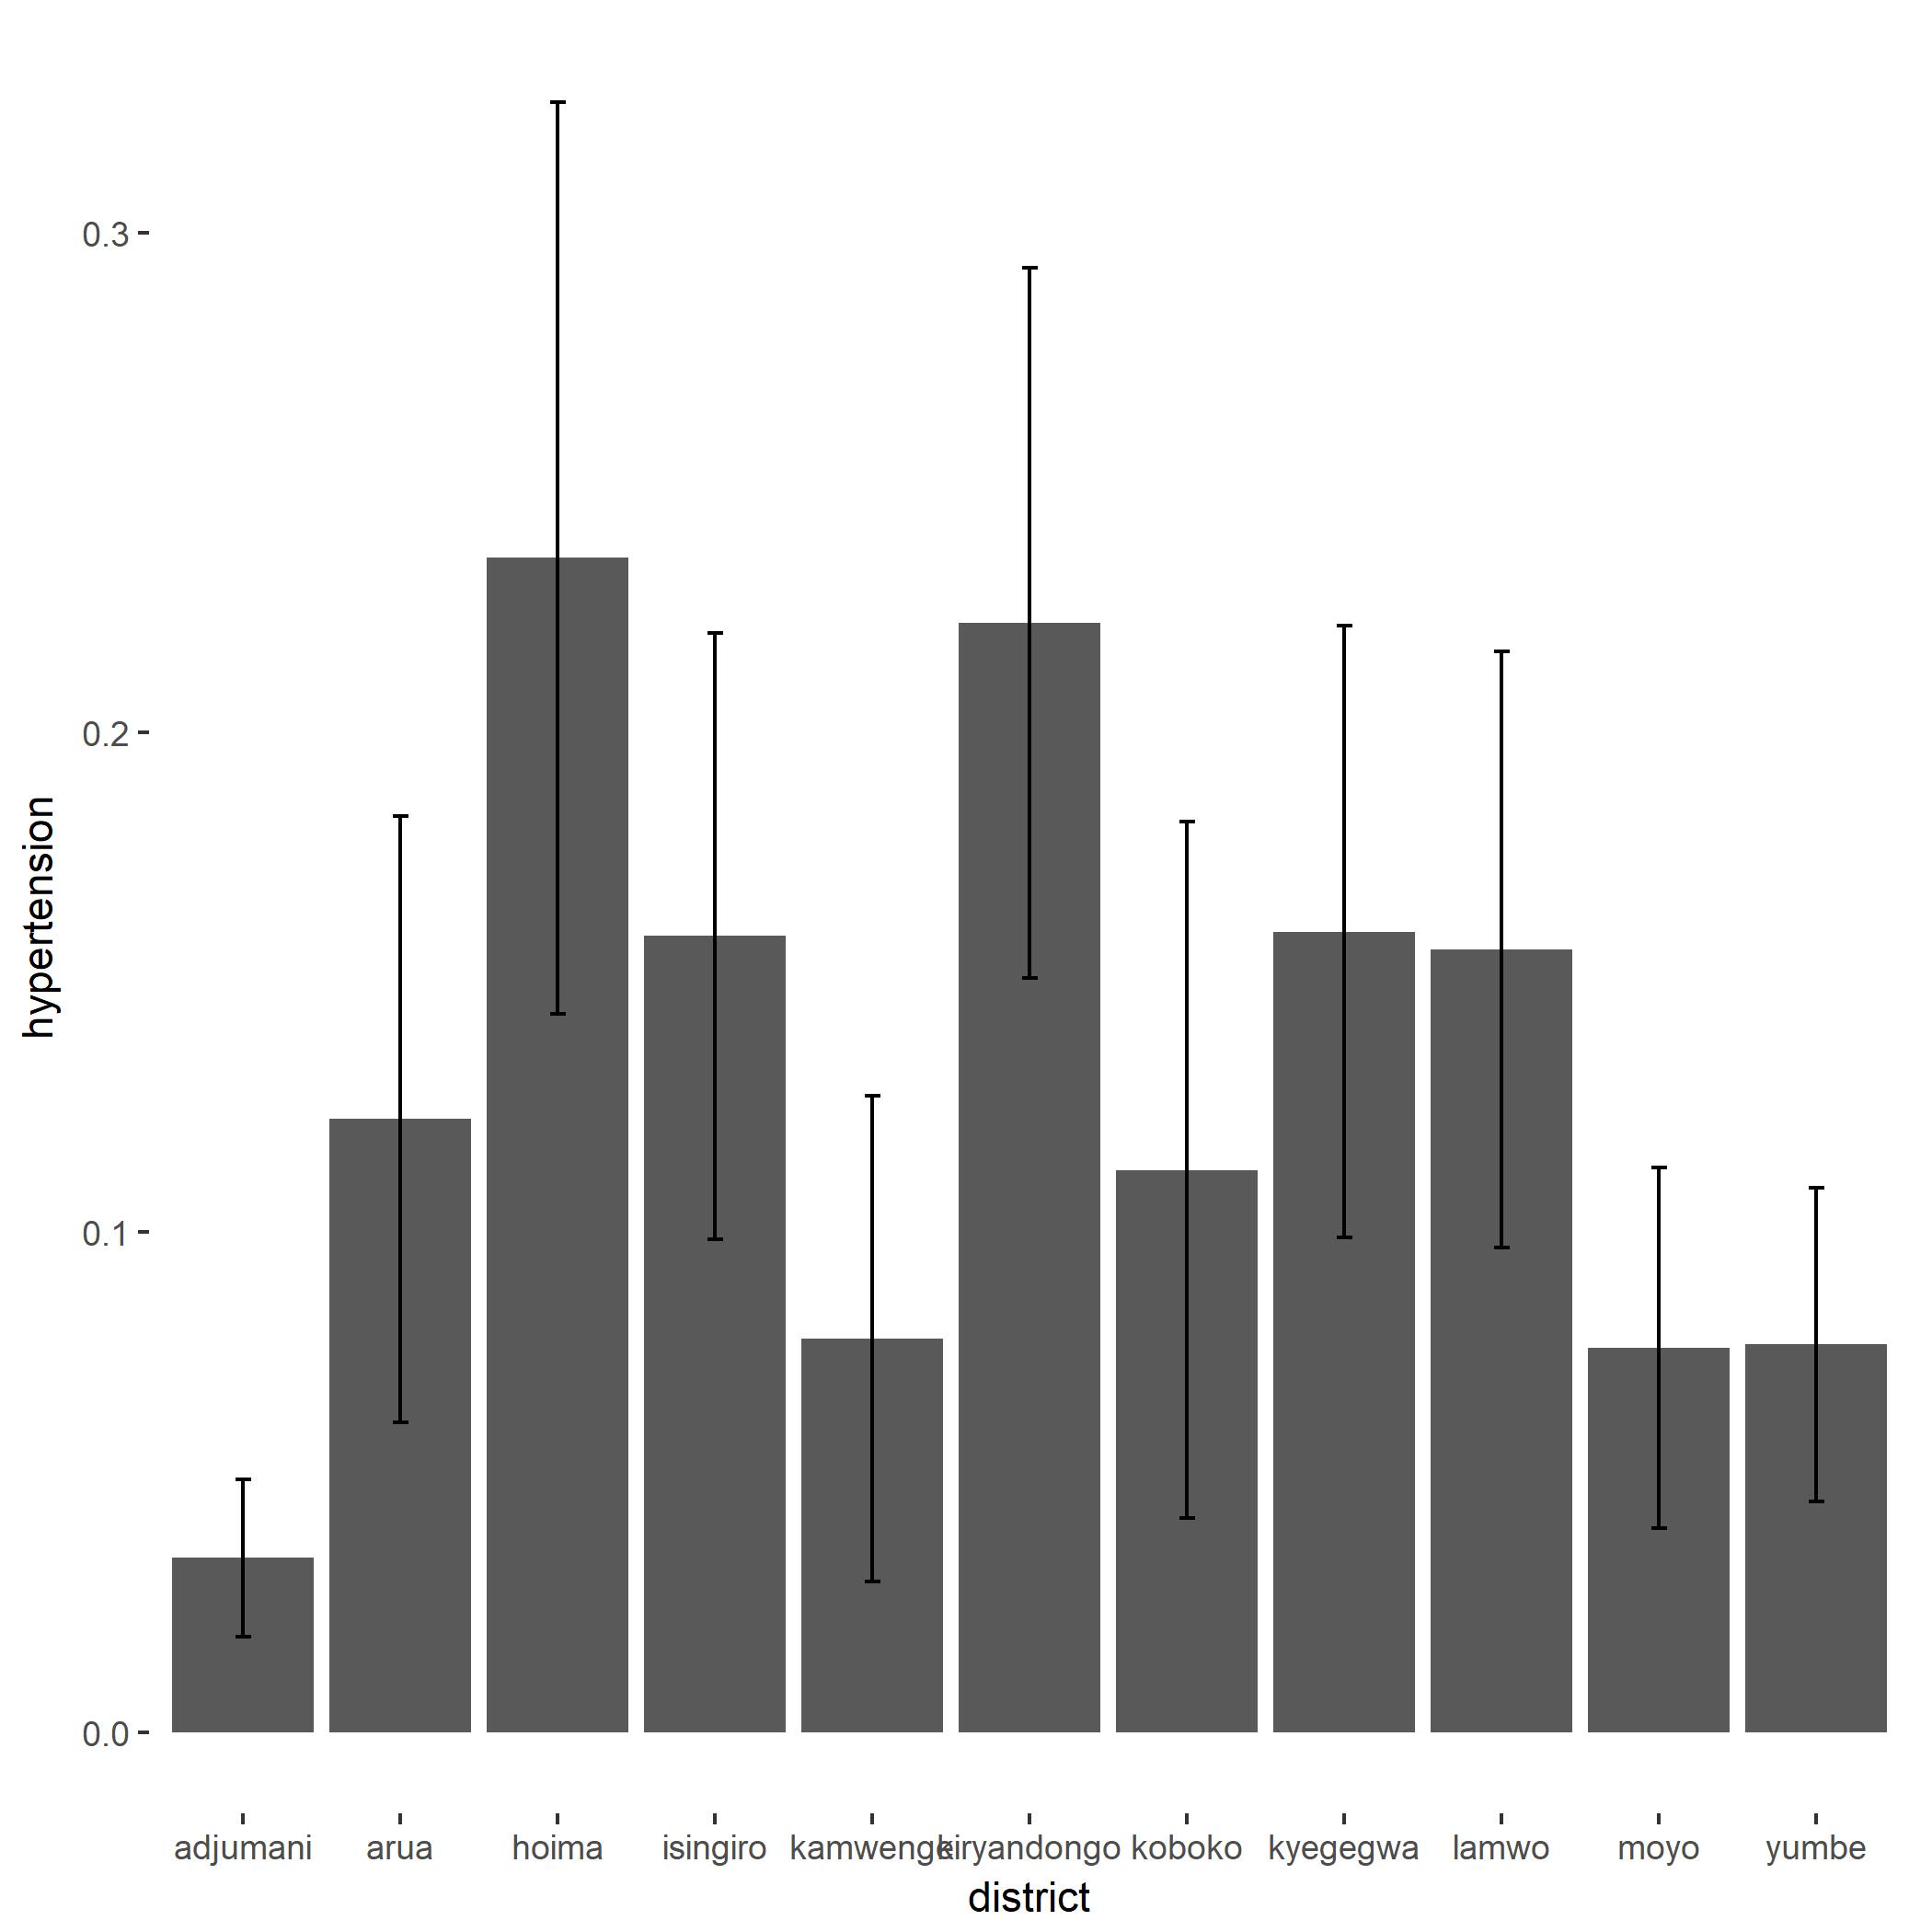 hypertension
0.3
0.2
0.1
0.0
adjumani arua hoima isingiro kamwenge kiryandongo koboko kyegegwa lamwo moyo yumbe
district